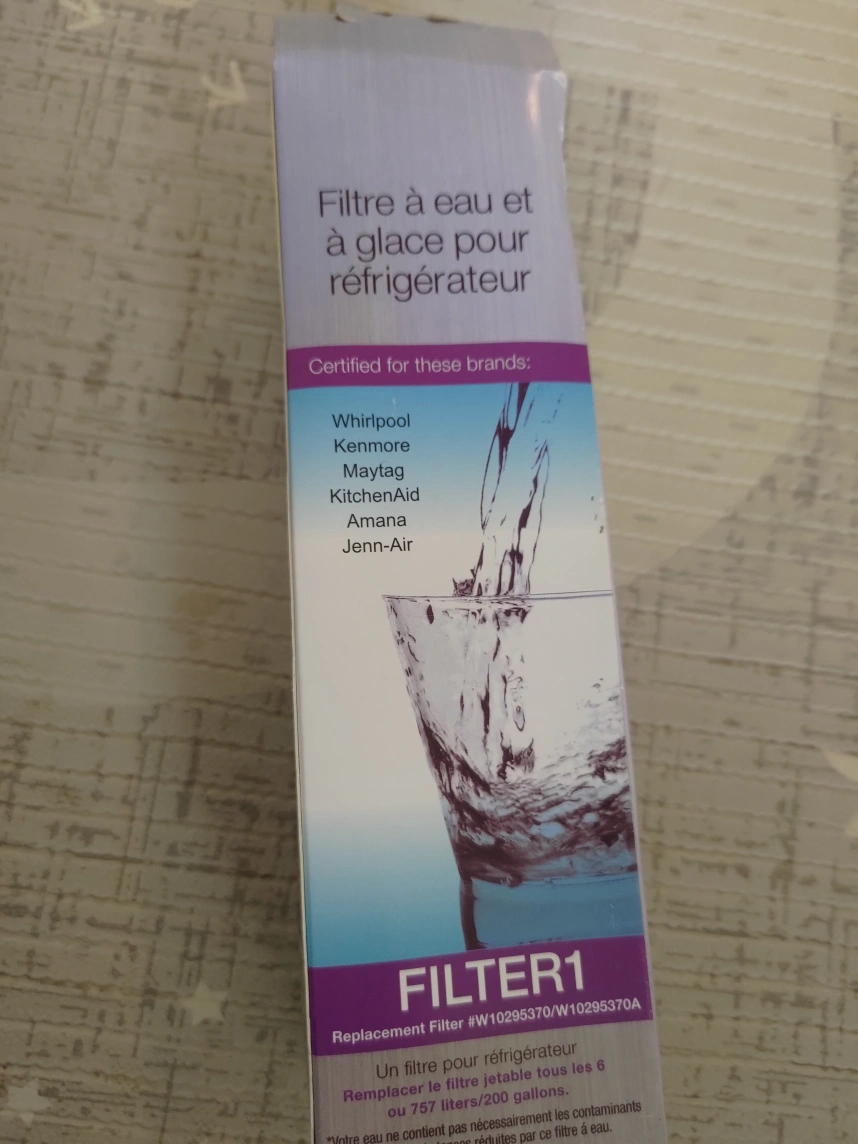 Filtre à eau et
à glace pour
réfrigérateur
Certified for these brands:
Whirlpool
Kenmore
Maytag
KitchenAid
Amana
Jenn-Air
FILTER1
Replacement Filter #W10295370/W10295370A
Un filtre pour réfrigérateur
Remplacer le filtre jetable tous les 6
ou 757 liters/200 gallons.
*Votre eau ne contient pas nécessairement les contaminants
réduites par ce filtre á eau.